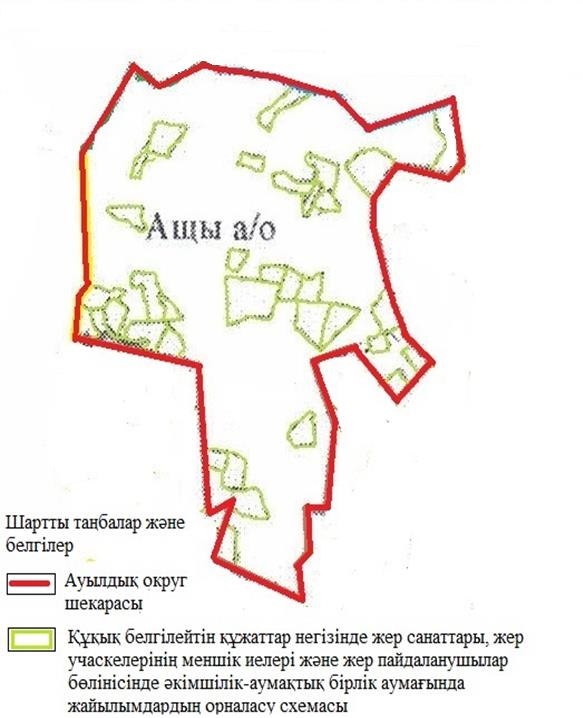 Ащы а/о
Шартты таңбалар және
белгілер
Ауылдық округ
шекарасы
Құқық белгілейтін құжаттар негізінде жер санаттары, жер
учаскелерінің меншік иелері және жер пайдаланушылар
бөлінісінде әкімшілік-аумақтық бірлік аумағында
жайылымдардың орналасу схемасы